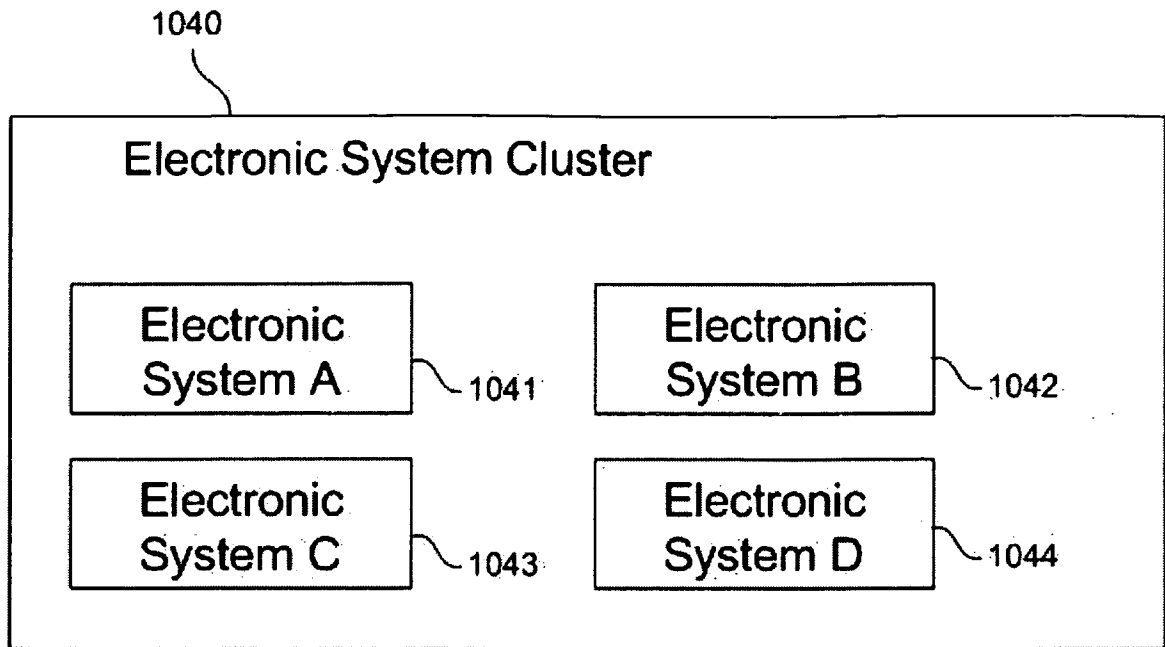 1040
Electronic System Cluster
Electronic
System A
1041
Electronic
System B
1042
Electronic
System C
1043
Electronic
System D
1044